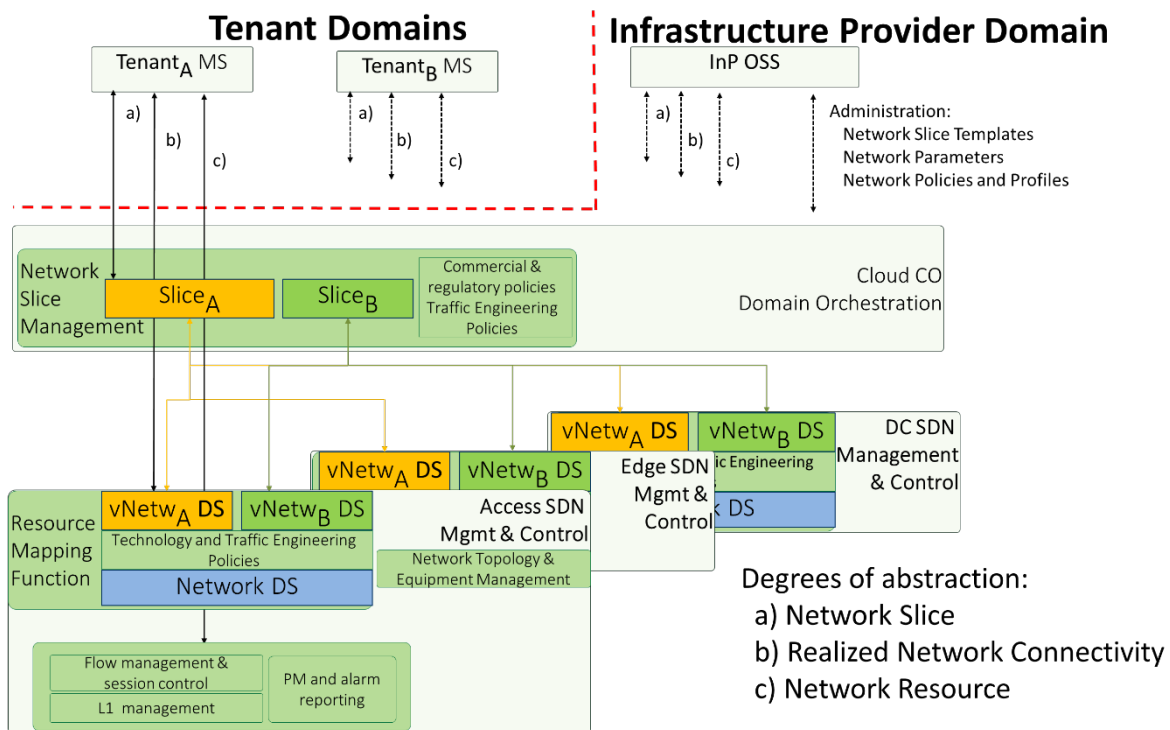 Tenant Domains
Infrastructure Provider Domain
TenantA MS
TenantB MS
InP OSS
a)
b)
c)
a)
b)
c)
a)
b)
c)
Administration:
Network Slice Templates
Network Parameters
Network Policies and Profiles
Network
Slice
Management
SliceA
SliceB
Commercial &
regulatory policies
Traffic Engineering
Policies
Cloud CO
Domain Orchestration
vNetwA DS
vNetwB DS
DC SDN
Management
& Control
Engineering
DS
vNetwA DS
vNetwB DS
Edge SDN
Mgmt &
Control
vNetwA DS
vNetwB DS
Access SDN
Mgmt & Control
Resource
Mapping
Function
Technology and Traffic Engineering
Policies
Network DS
Network Topology &
Equipment Management
Flow management &
session control
L1 management
PM and alarm
reporting
Degrees of abstraction:
a) Network Slice
b) Realized Network Connectivity
c) Network Resource